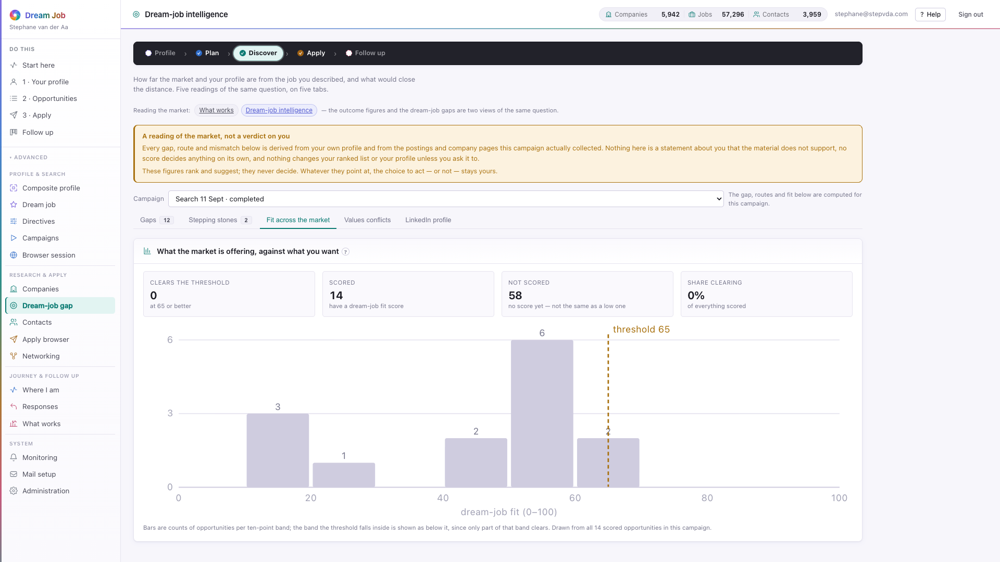 Dream Job
Stephane van der Aa
DO THIS
Start here
1 · Your profile
2 · Opportunities
3 · Apply
Follow up
ADVANCED
PROFILE & SEARCH
Composite profile
Dream job
Directives
Campaigns
Browser session
RESEARCH & APPLY
Companies
Dream-job gap
Contacts
Apply browser
Networking
JOURNEY & FOLLOW UP
Where I am
Responses
What works
SYSTEM
Monitoring
Mail setup
Administration
Dream-job intelligence
Companies 5,942 Jobs 57,296 Contacts 3,959
stephane@stepvda.com
? Help
Sign out
Profile › Plan › Discover › Apply › Follow up
How far the market and your profile are from the job you described, and what would close
the distance. Five readings of the same question, on five tabs.
Reading the market: What works Dream-job intelligence — the outcome figures and the dream-job gaps are two views of the same question.
A reading of the market, not a verdict on you
Every gap, route and mismatch below is derived from your own profile and from the postings and company pages this campaign actually collected. Nothing here is a statement about you that the material does not support, no
score decides anything on its own, and nothing changes your ranked list or your profile unless you ask it to.
These figures rank and suggest; they never decide. Whatever they point at, the choice to act — or not — stays yours.
Campaign
Search 11 Sept · completed
The gap, routes and fit below are computed for
this campaign.
Gaps 12 Stepping stones 2 Fit across the market Values conflicts LinkedIn profile
What the market is offering, against what you want ?
CLEARS THE THRESHOLD
0
at 65 or better
SCORED
14
have a dream-job fit score
NOT SCORED
58
no score yet — not the same as a low one
SHARE CLEARING
0%
of everything scored
threshold 65
6
6
3
3
2
2
1
0
0 20 40 60 80 100
dream-job fit (0–100)
Bars are counts of opportunities per ten-point band; the band the threshold falls inside is shown as below it, since only part of that band clears. Drawn from all 14 scored opportunities in this campaign.